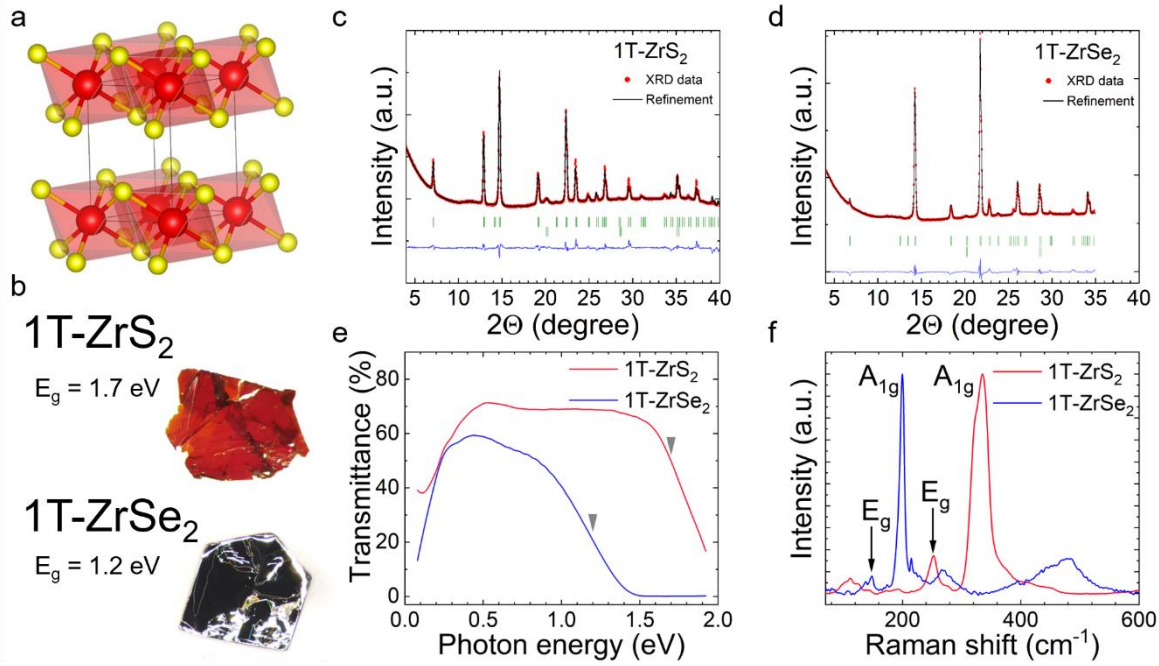 a
b
1T-ZrS₂
E_g = 1.7 eV
1T-ZrSe₂
E_g = 1.2 eV
c
1T-ZrS₂
XRD data
Refinement
Intensity (a.u.)
5 10 15 20 25 30 35 40
2Θ (degree)
d
1T-ZrSe₂
XRD data
Refinement
Intensity (a.u.)
5 10 15 20 25 30 35 40
2Θ (degree)
e
1T-ZrS₂
1T-ZrSe₂
Transmittance (%)
80
60
40
20
0
0.0 0.5 1.0 1.5 2.0
Photon energy (eV)
f
A₁g A₁g
1T-ZrS₂
1T-ZrSe₂
E_g E_g
Intensity (a.u.)
200 400 600
Raman shift (cm⁻¹)